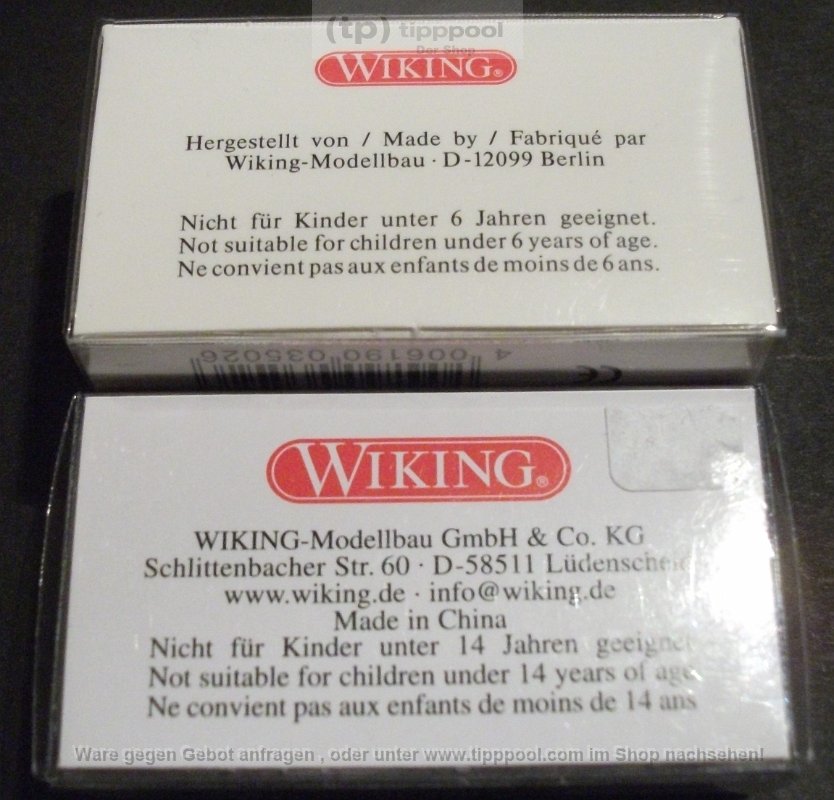 (tp) tipppool
Der Shop
WIKING®
Hergestellt von / Made by / Fabriqué par
Wiking-Modellbau · D-12099 Berlin
Nicht für Kinder unter 6 Jahren geeignet.
Not suitable for children under 6 years of age.
Ne convient pas aux enfants de moins de 6 ans.
4 006190 035026
CE
WIKING®
WIKING-Modellbau GmbH & Co. KG
Schlittenbacher Str. 60 · D-58511 Lüdenscheid
www.wiking.de · info@wiking.de
Made in China
Nicht für Kinder unter 14 Jahren geeignet
Not suitable for children under 14 years of age
Ne convient pas aux enfants de moins de 14 ans
Ware gegen Gebot anfragen , oder unter www.tipppool.com im Shop nachsehen!